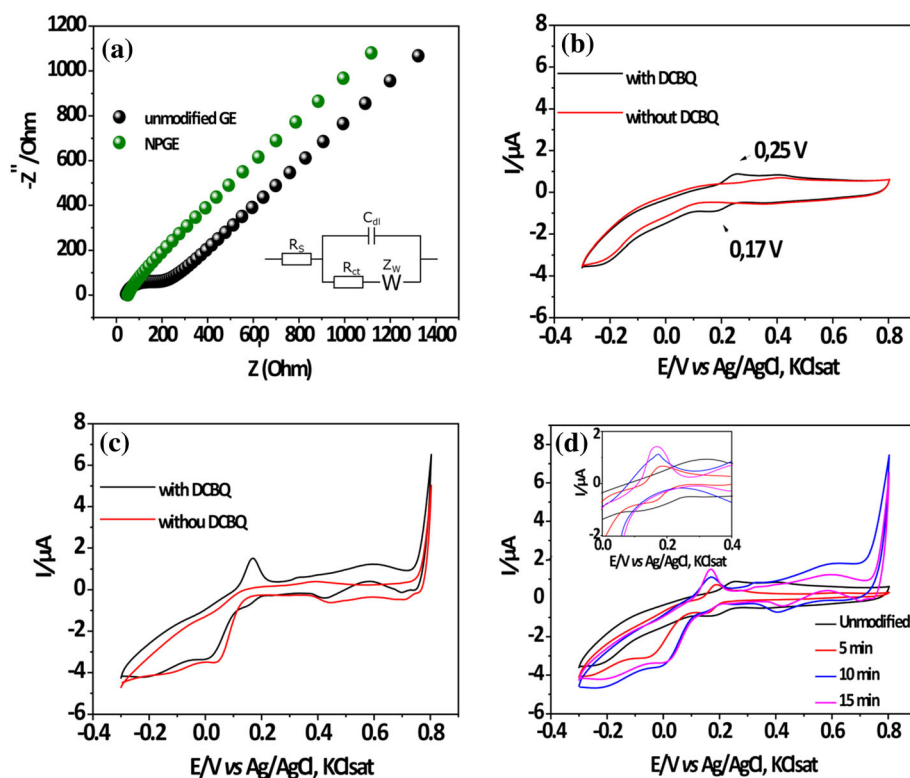 (a)
1200
1000
800
600
400
200
0
-Z''/Ohm
unmodified GE
NPGE
R_S
C_dl
R_ct
Z_W
W
0 200 400 600 800 1000 1200 1400
Z (Ohm)
(b)
8
6
4
2
0
-2
-4
-6
I/μA
with DCBQ
without DCBQ
0,25 V
0,17 V
-0.4 -0.2 0.0 0.2 0.4 0.6 0.8
E/V vs Ag/AgCl, KClsat
(c)
8
6
4
2
0
-2
-4
-6
I/μA
with DCBQ
withou DCBQ
-0.4 -0.2 0.0 0.2 0.4 0.6 0.8
E/V vs Ag/AgCl, KClsat
(d)
8
6
4
2
0
-2
-4
-6
I/μA
2
0
-2
I/μA
0.0 0.2 0.4
E/V vs Ag/AgCl, KClsat
Unmodified
5 min
10 min
15 min
-0.4 -0.2 0.0 0.2 0.4 0.6 0.8
E/V vs Ag/AgCl, KClsat